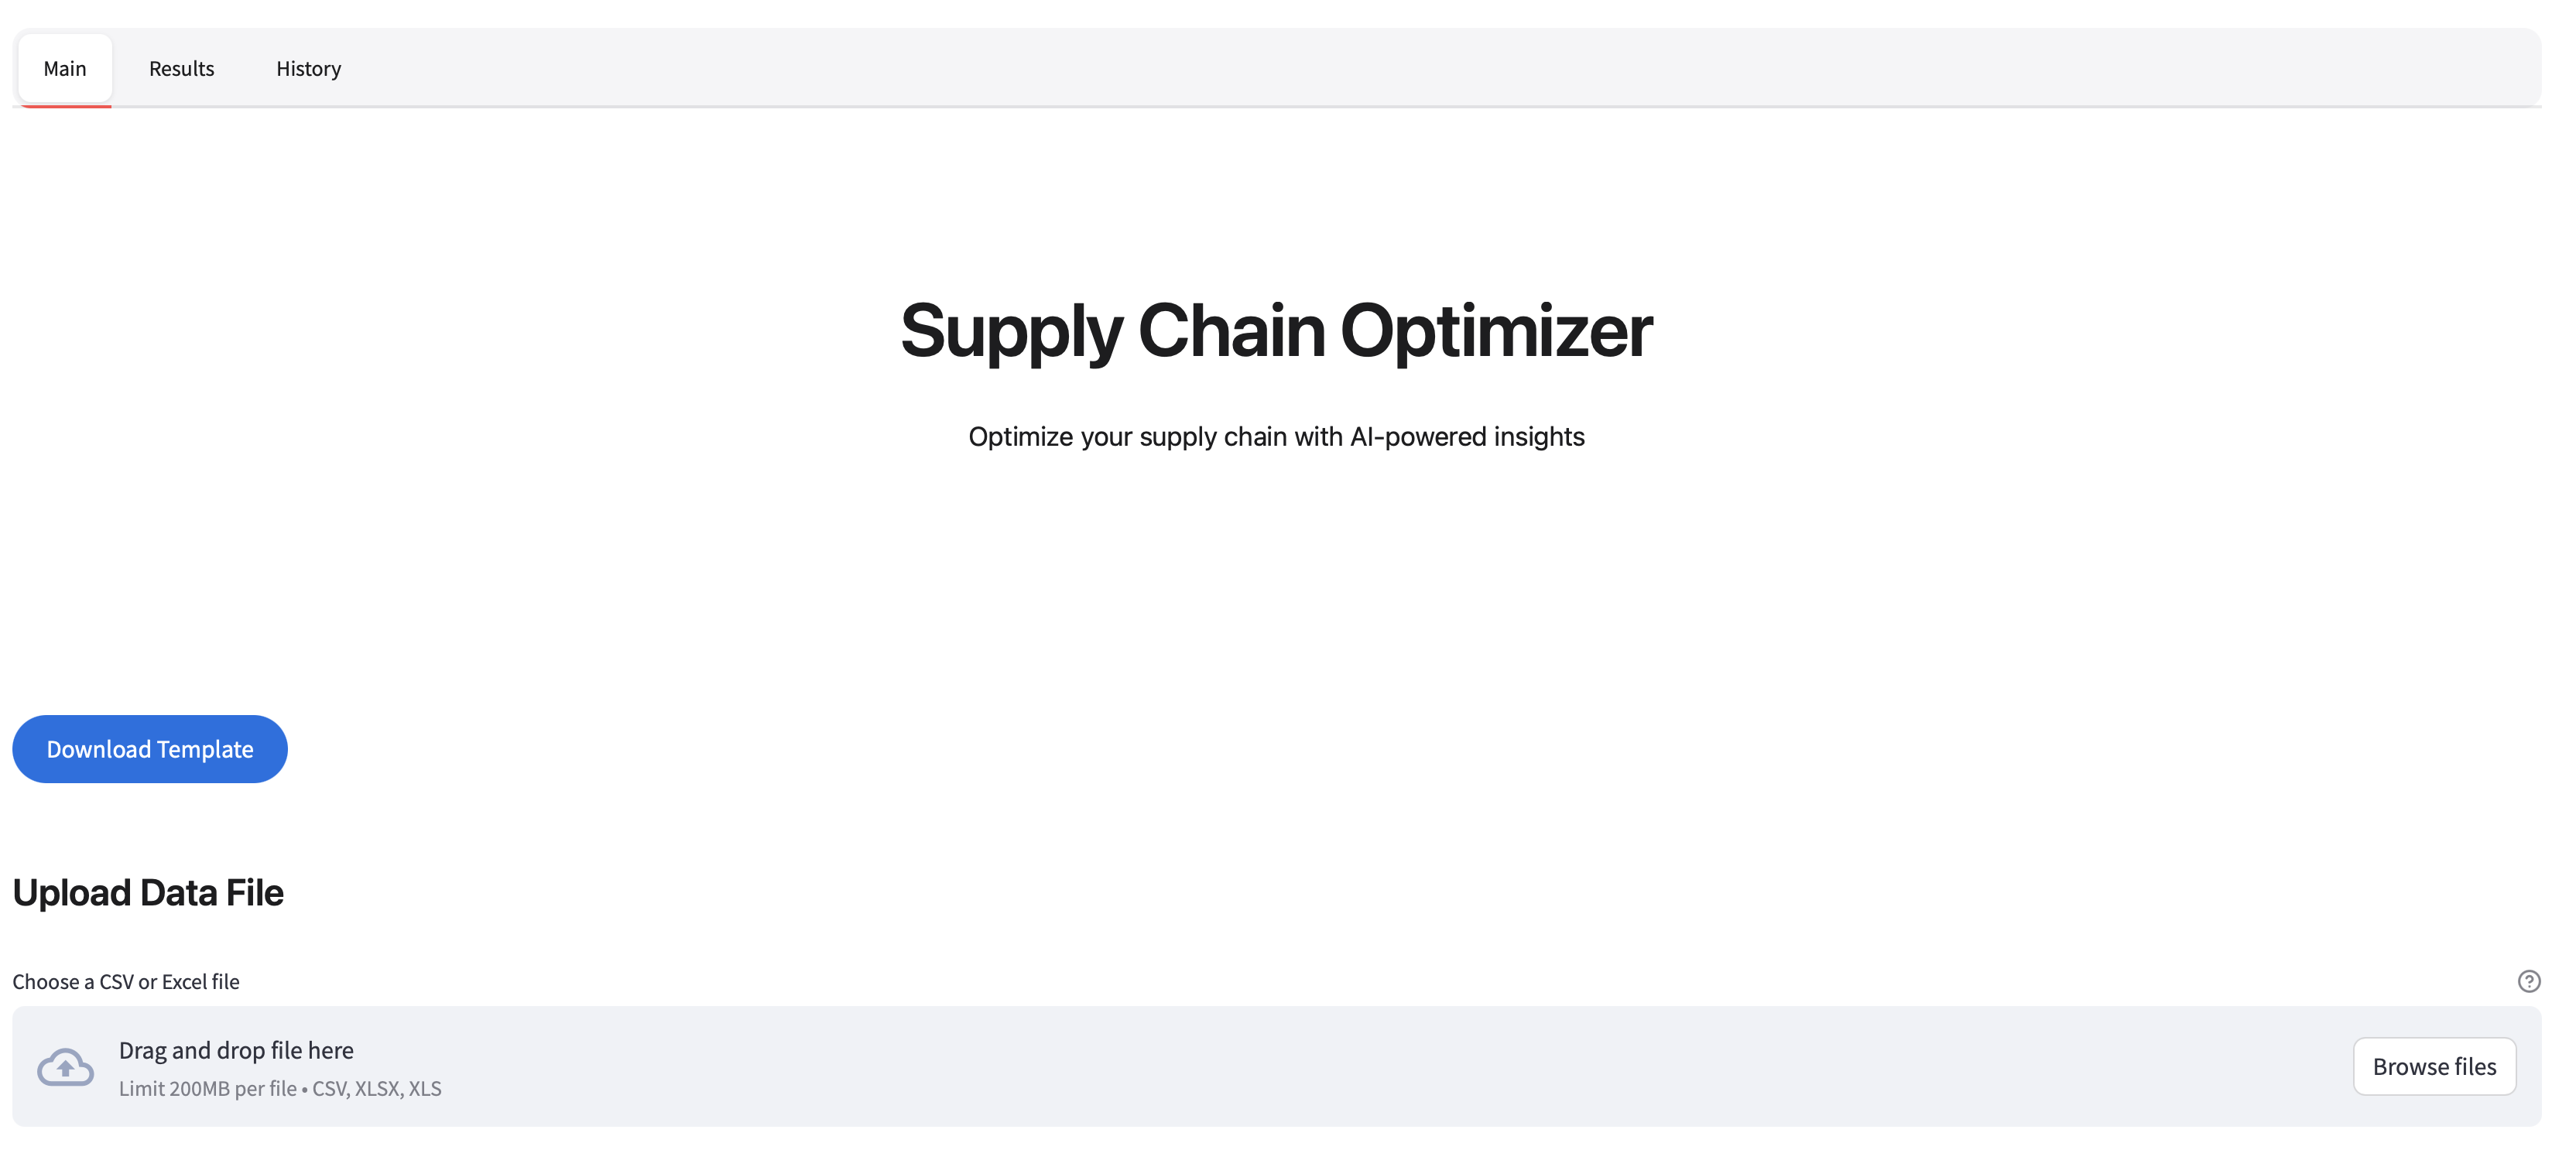 Main
Results
History
Supply Chain Optimizer
Optimize your supply chain with AI-powered insights
Download Template
Upload Data File
Choose a CSV or Excel file
?
Drag and drop file here
Limit 200MB per file • CSV, XLSX, XLS
Browse files